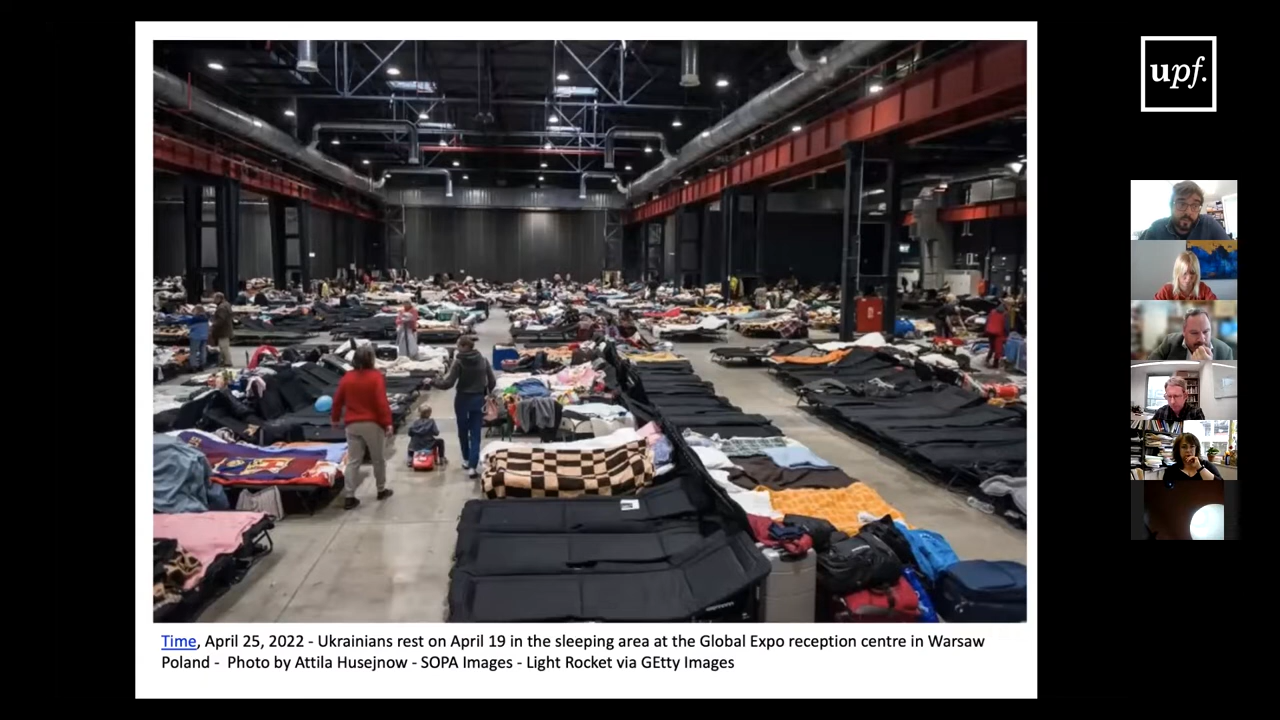 upf.
Time, April 25, 2022 - Ukrainians rest on April 19 in the sleeping area at the Global Expo reception centre in Warsaw
Poland - Photo by Attila Husejnow - SOPA Images - Light Rocket via GEtty Images